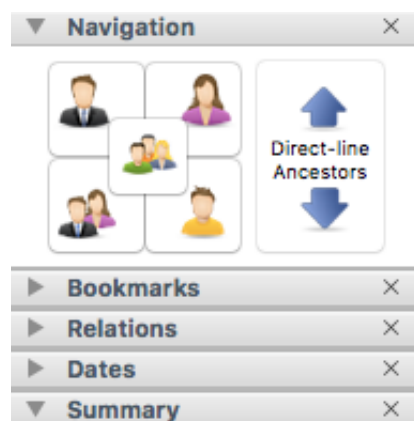 Navigation
Direct-line
Ancestors
Bookmarks
Relations
Dates
Summary